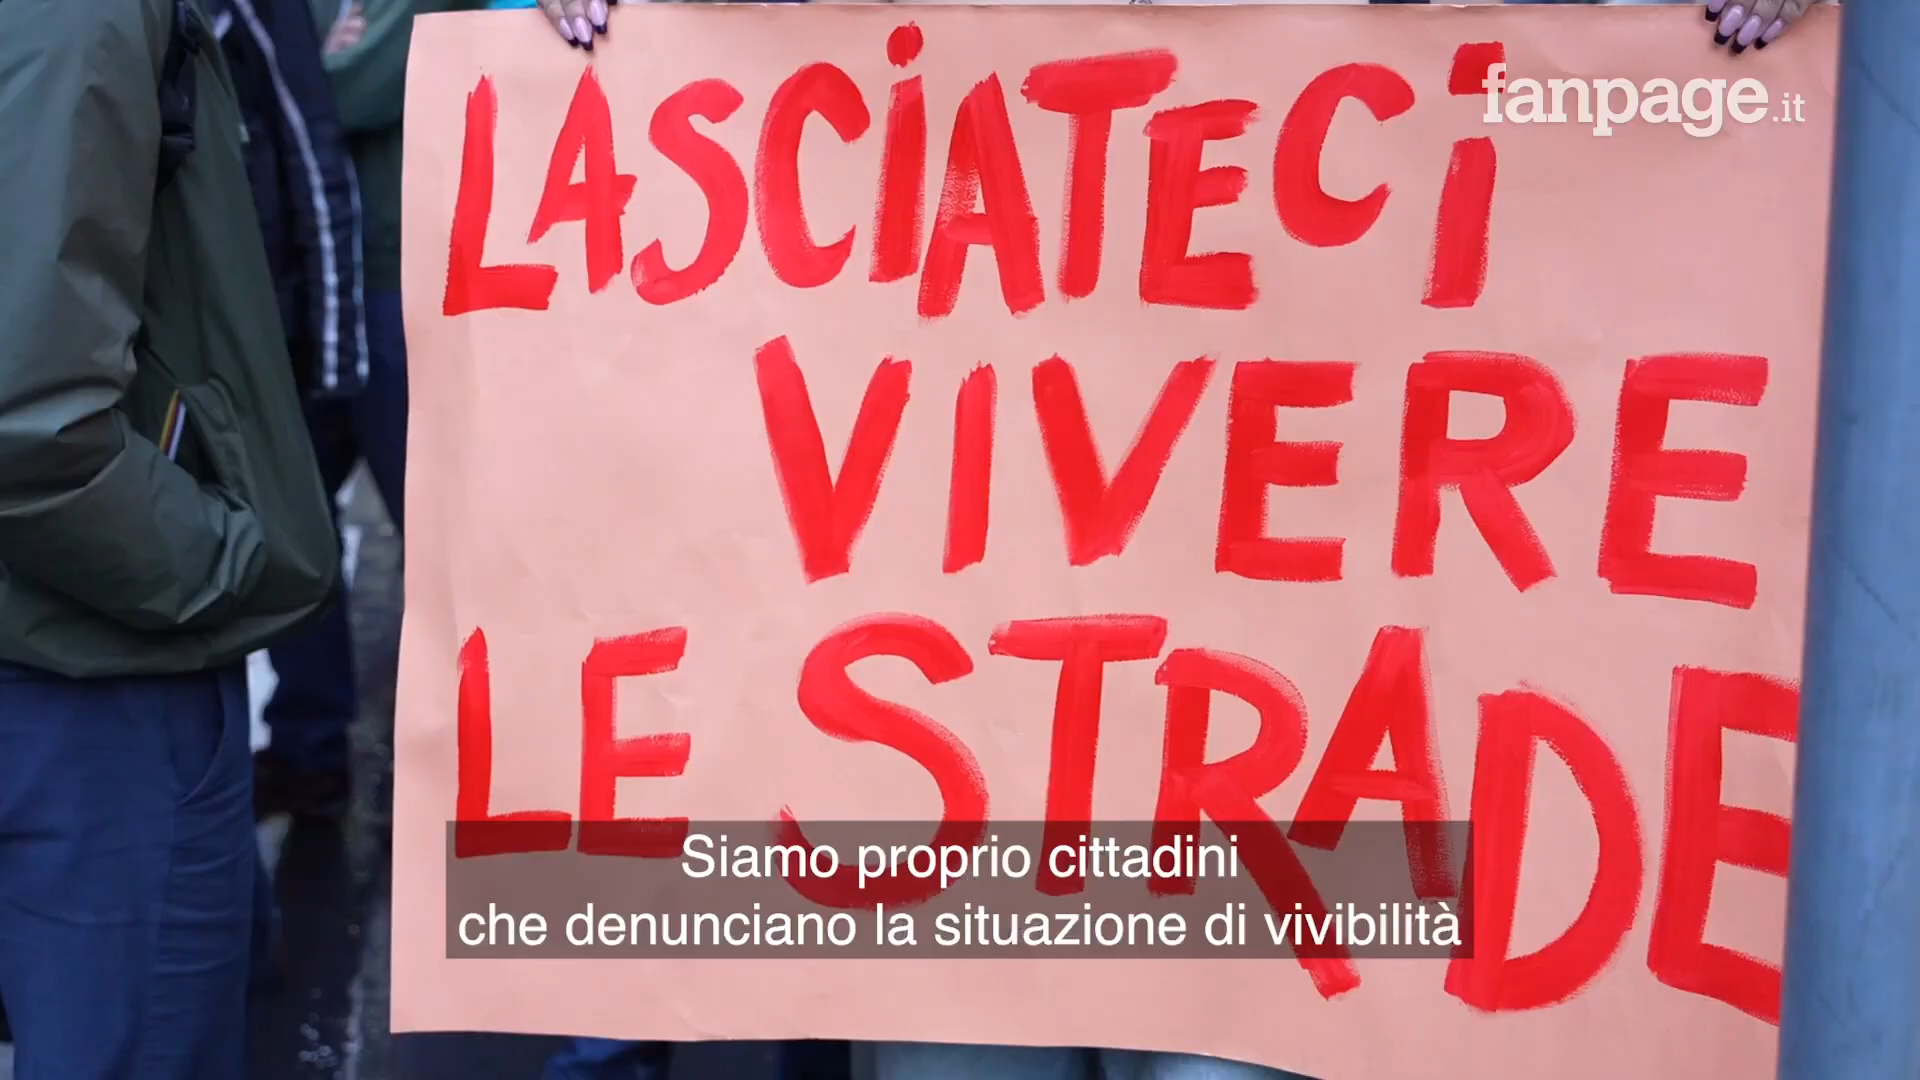 LASCIATECI
fanpage.it
VIVERE
LE STRADE
Siamo proprio cittadini
che denunciano la situazione di vivibilità